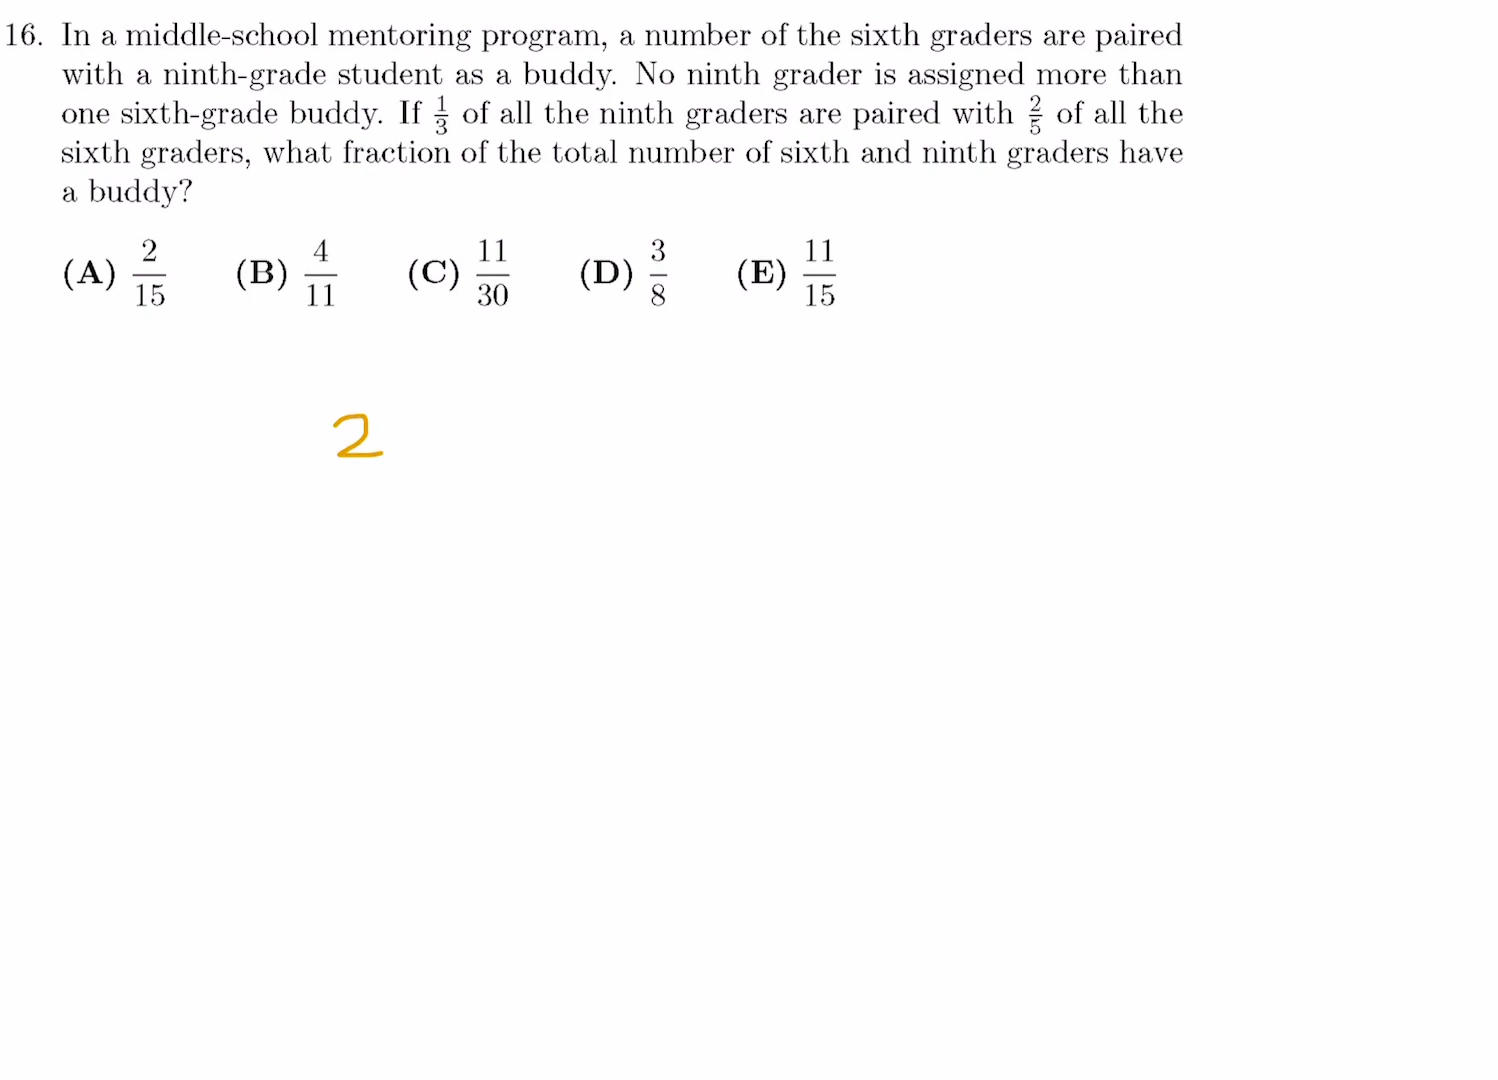 16. In a middle-school mentoring program, a number of the sixth graders are paired
with a ninth-grade student as a buddy. No ninth grader is assigned more than
one sixth-grade buddy. If 1/3 of all the ninth graders are paired with 2/5 of all the
sixth graders, what fraction of the total number of sixth and ninth graders have
a buddy?
(A) 2/15 (B) 4/11 (C) 11/30 (D) 3/8 (E) 11/15
2